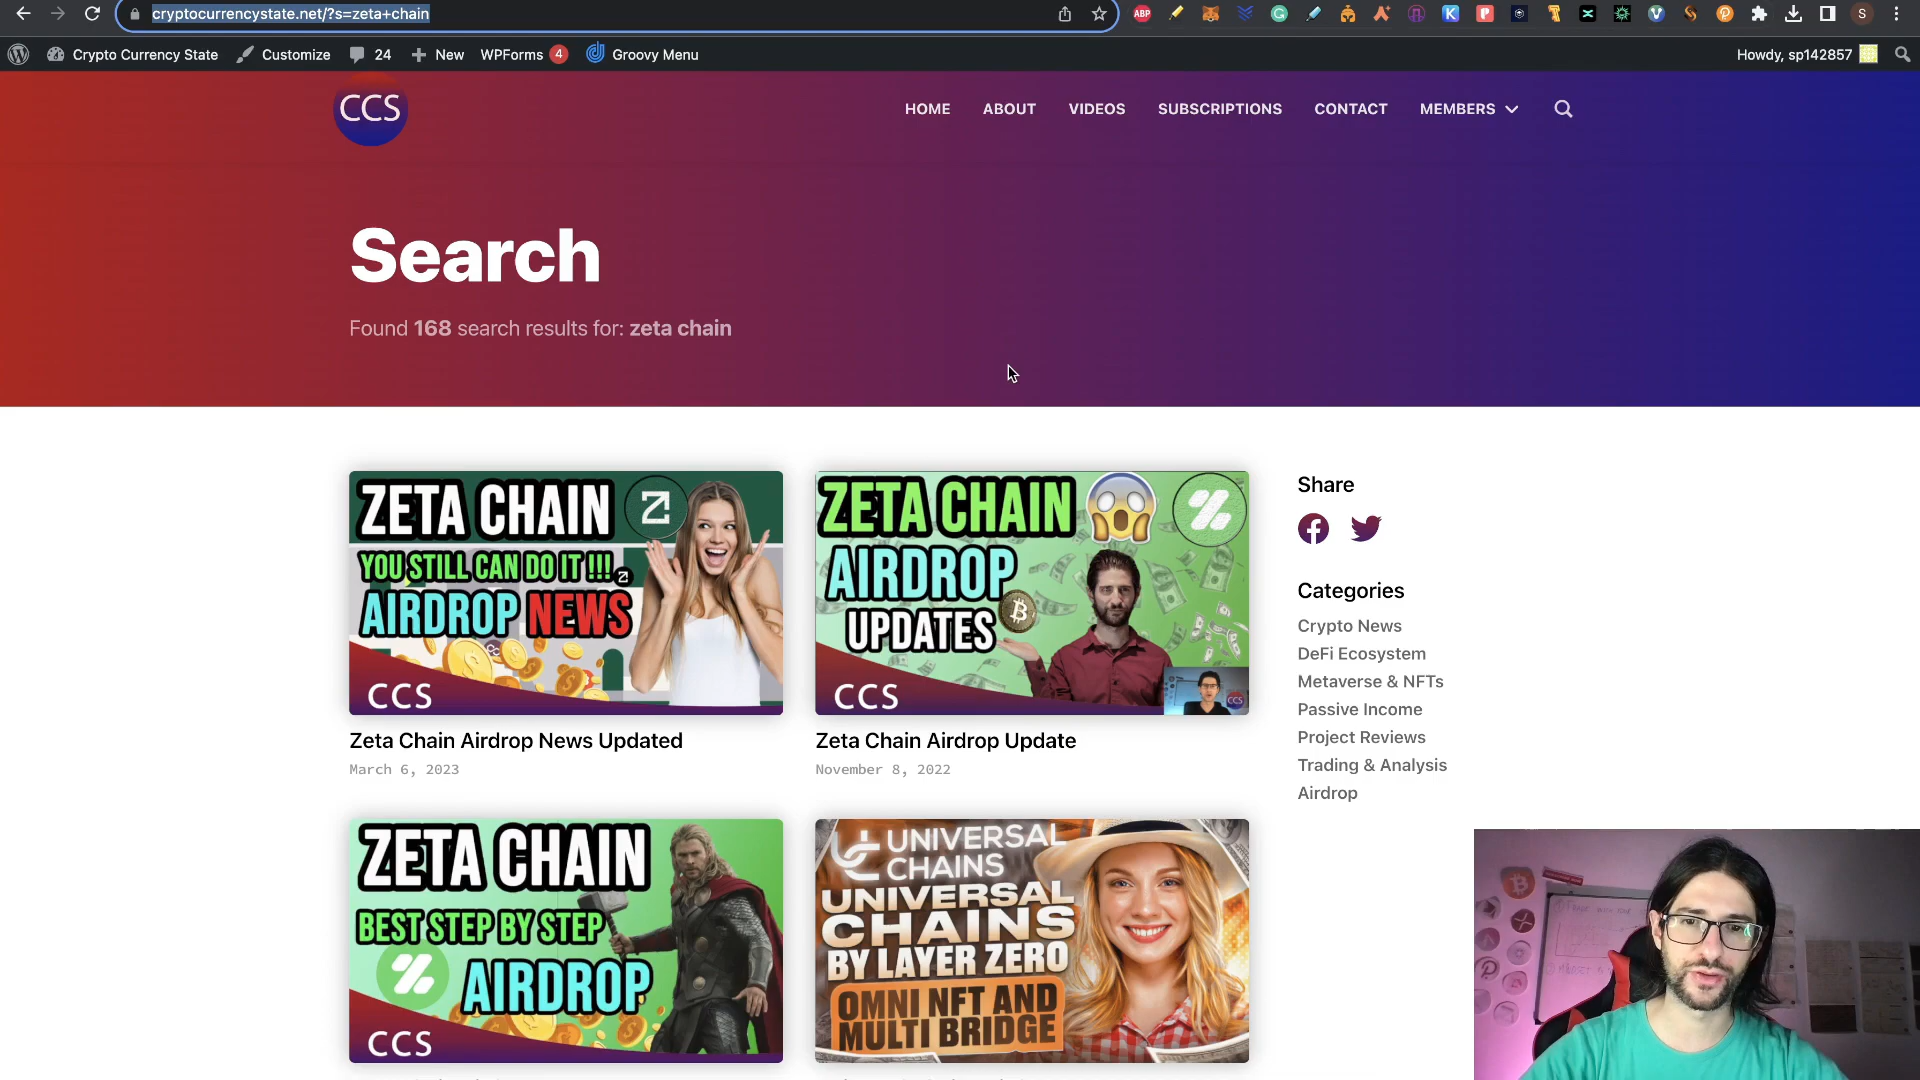 cryptocurrencystate.net/?s=zeta+chain
ABP
S
Crypto Currency State
Customize
24
New
WPForms 4
Groovy Menu
Howdy, sp142857
CCS
HOME
ABOUT
VIDEOS
SUBSCRIPTIONS
CONTACT
MEMBERS
Search
Found 168 search results for: zeta chain
ZETA CHAIN
YOU STILL CAN DO IT !!!
AIRDROP NEWS
CCS
Zeta Chain Airdrop News Updated
March 6, 2023
ZETA CHAIN
AIRDROP
UPDATES
CCS
CCS
Zeta Chain Airdrop Update
November 8, 2022
Share
Categories
Crypto News
DeFi Ecosystem
Metaverse & NFTs
Passive Income
Project Reviews
Trading & Analysis
Airdrop
ZETA CHAIN
BEST STEP BY STEP
AIRDROP
CCS
UNIVERSAL
CHAINS
UNIVERSAL
CHAINS
BY LAYER ZERO
OMNI NFT AND
MULTI BRIDGE